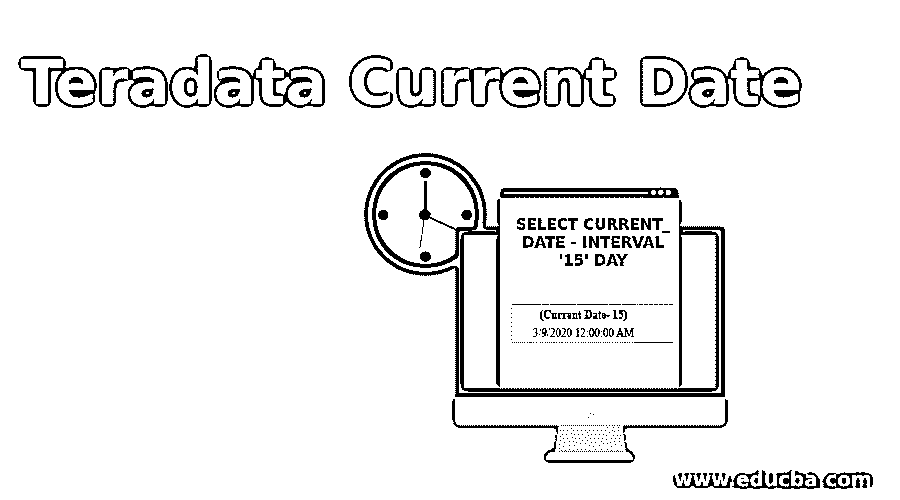 Teradata Current Date
SELECT CURRENT_
DATE - INTERVAL
'15' DAY
(Current Date- 15)
3/9/2020 12:00:00 AM
www.educba.com